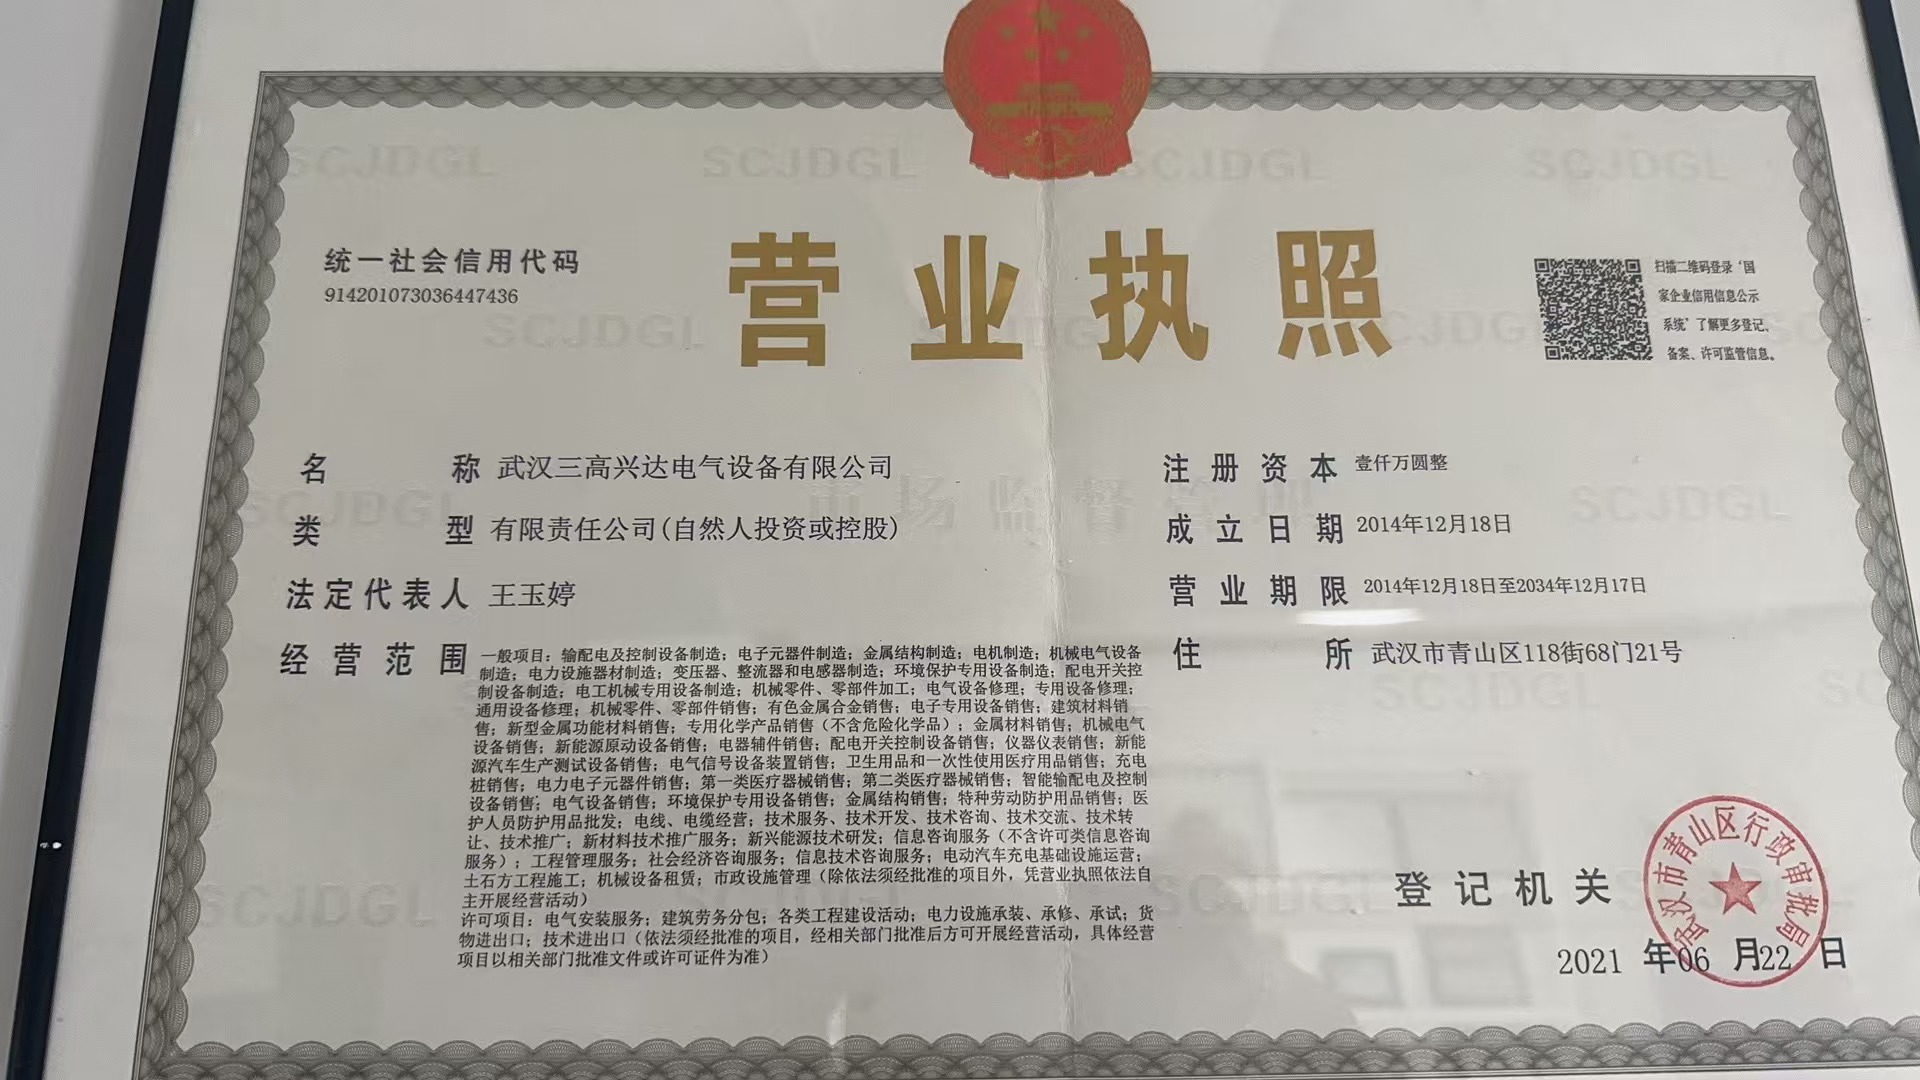 统一社会信用代码
914201073036447436
营业执照
扫描二维码登录‘国
家企业信用信息公示
系统’了解更多登记、
备案、许可监管信息。
名称 武汉三高兴达电气设备有限公司
类型 有限责任公司(自然人投资或控股)
法定代表人 王玉婷
经营范围 一般项目：输配电及控制设备制造；电子元器件制造；金属结构制造；电机制造；机械电气设备
制造；电力设施器材制造；变压器、整流器和电感器制造；环境保护专用设备制造；配电开关控
制设备制造；电工机械专用设备制造；机械零件、零部件加工；电气设备修理；专用设备修理；
通用设备修理；机械零件、零部件销售；有色金属合金销售；电子专用设备销售；建筑材料销
售；新型金属功能材料销售；专用化学产品销售（不含危险化学品）；金属材料销售；机械电气
设备销售；新能源原动设备销售；电器辅件销售；配电开关控制设备销售；仪器仪表销售；新能
源汽车生产测试设备销售；电气信号设备装置销售；卫生用品和一次性使用医疗用品销售；充电
桩销售；电力电子元器件销售；第一类医疗器械销售；第二类医疗器械销售；智能输配电及控制
设备销售；电气设备销售；环境保护专用设备销售；金属结构销售；特种劳动防护用品销售；医
护人员防护用品批发；电线、电缆经营；技术服务、技术开发、技术咨询、技术交流、技术转
让、技术推广；新材料技术推广服务；新兴能源技术研发；信息咨询服务（不含许可类信息咨询
服务）；工程管理服务；社会经济咨询服务；信息技术咨询服务；电动汽车充电基础设施运营；
土石方工程施工；机械设备租赁；市政设施管理（除依法须经批准的项目外，凭营业执照依法自
主开展经营活动）
许可项目：电气安装服务；建筑劳务分包；各类工程建设活动；电力设施承装、承修、承试；货
物进出口；技术进出口（依法须经批准的项目，经相关部门批准后方可开展经营活动，具体经营
项目以相关部门批准文件或许可证件为准）
注册资本 壹仟万圆整
成立日期 2014年12月18日
营业期限 2014年12月18日至2034年12月17日
住所 武汉市青山区118街68门21号
登记机关
武汉市青山区行政审批局
2021 年06 月22 日
SCJDGL SCJDGL SCJDGL SCJDGL
市场监督管理